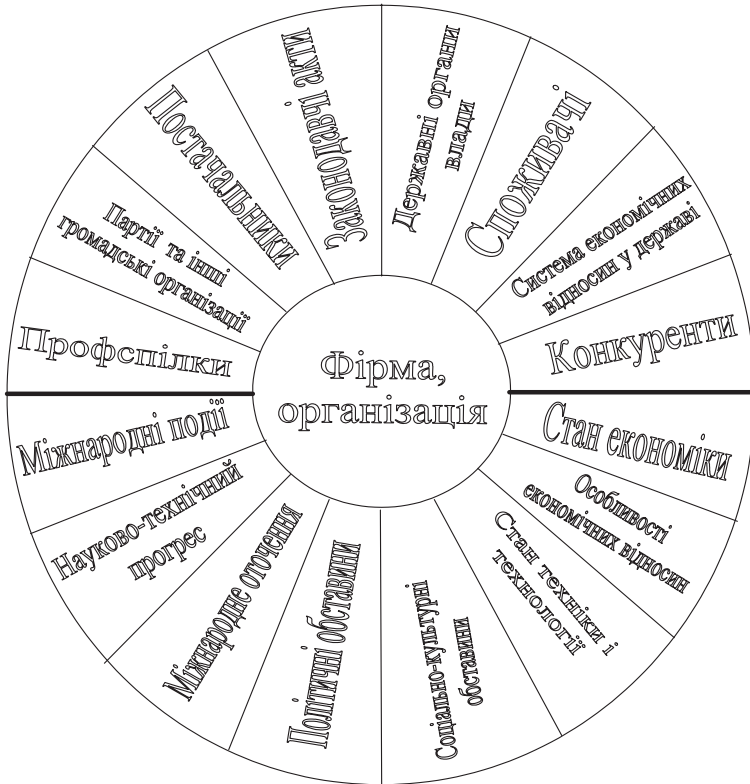 Фірма,
організація
Профспілки
Партії та інші
громадські організації
Постачальники
Законодавчі акти
Державні органи
влади
Споживачі
Система економічних
відносин у державі
Конкуренти
Стан економіки
Особливості
економічних відносин
Стан техніки і
технології
Соціально-культурні
обставини
Політичні обставини
Міжнародне оточення
Науково-технічний
прогрес
Міжнародні події